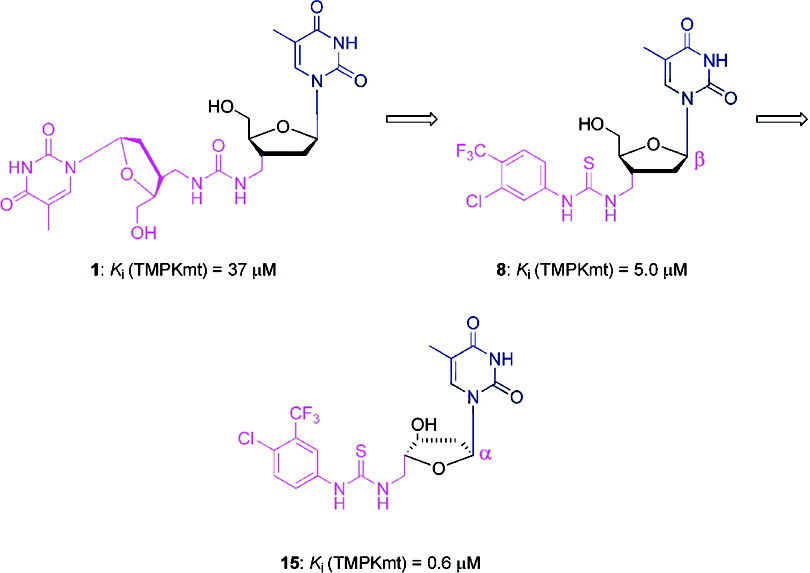 O
NH
N
O
HO
O
O
NH
N
O
O
N
H
N
H
O
OH
1: Ki (TMPKmt) = 37 μM
O
NH
N
O
HO
O
β
F3C
Cl
S
N
H
N
H
8: Ki (TMPKmt) = 5.0 μM
O
NH
N
O
OH
O
α
CF3
Cl
S
N
H
N
H
15: Ki (TMPKmt) = 0.6 μM